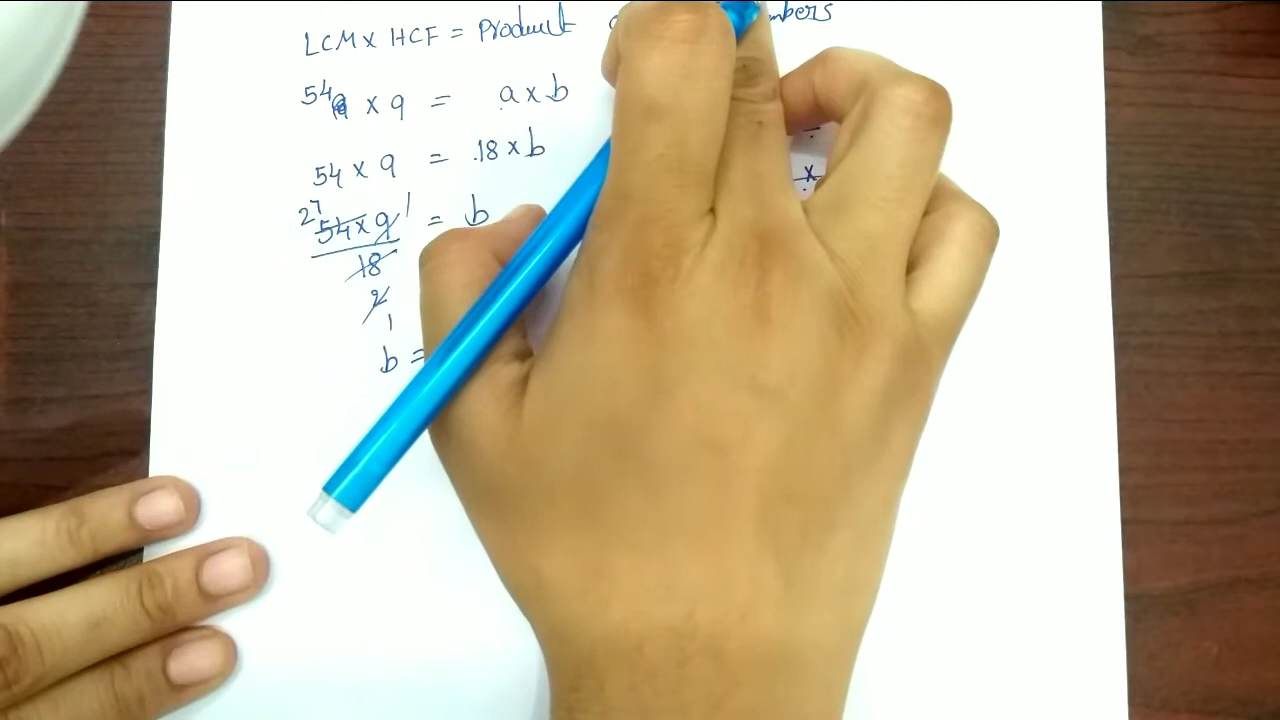 LCM x HCF = Product
54 x 9 = a x b
54 x 9 = 18 x b
27 54 x 9 1 = b
18
2
1
b =